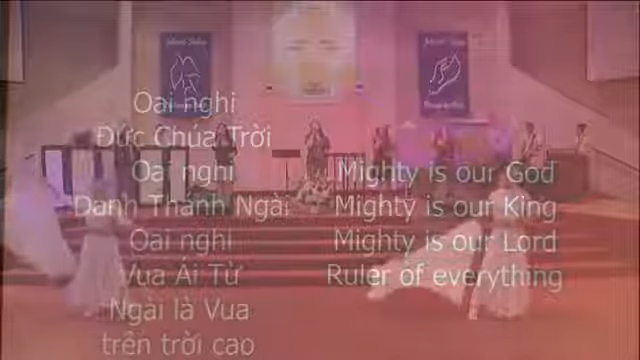 Oai nghi
Đức Chúa Trời
Oai nghi
Danh Thánh Ngài
Oai nghi
Vua Ái Từ
Ngài là Vua
trên trời cao
Mighty is our God
Mighty is our King
Mighty is our Lord
Ruler of everything